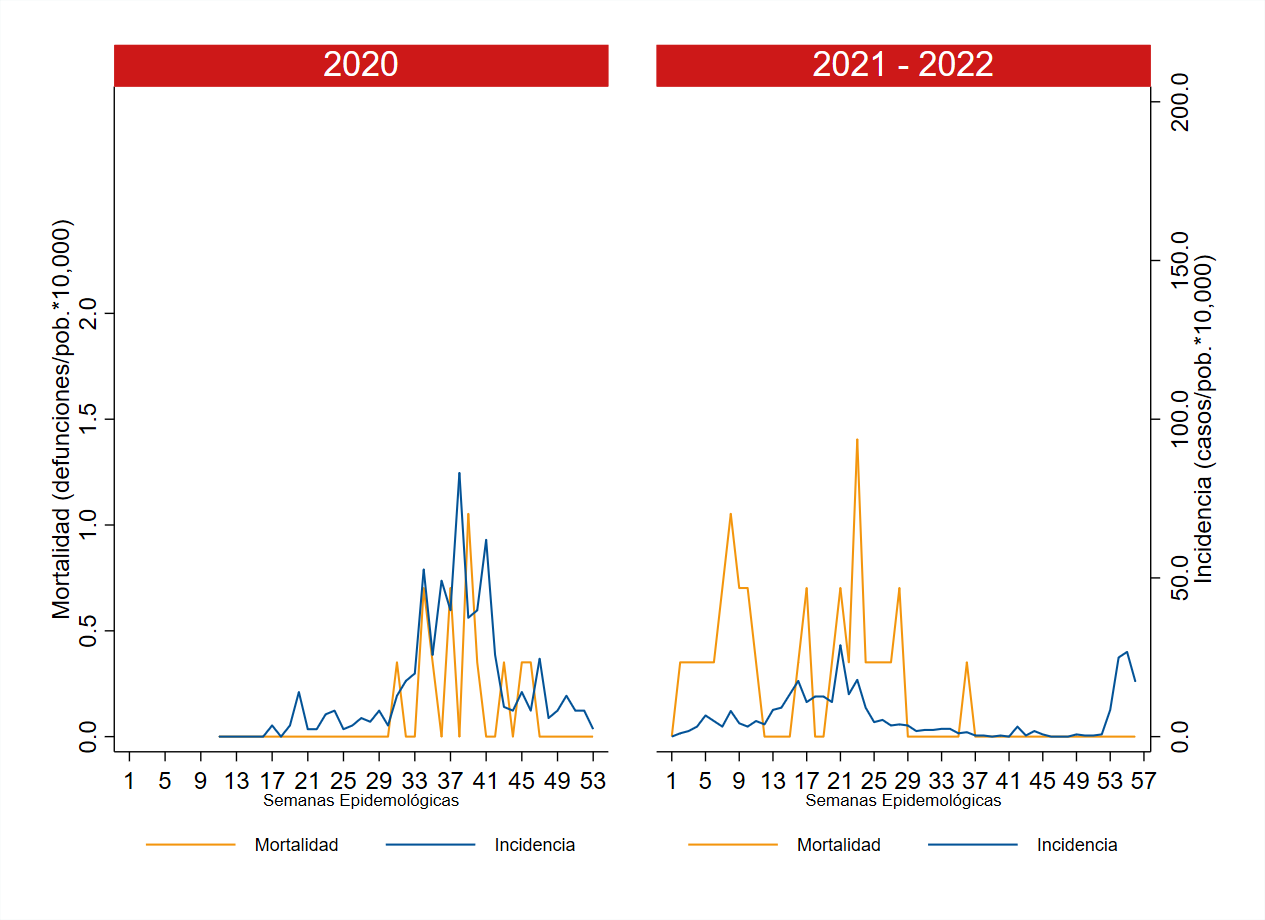 2020
2021 - 2022
Mortalidad (defunciones/pob.*10,000)
0.0 0.5 1.0 1.5 2.0
1 5 9 13 17 21 25 29 33 37 41 45 49 53
Semanas Epidemológicas
Mortalidad Incidencia
1 5 9 13 17 21 25 29 33 37 41 45 49 53 57
Semanas Epidemológicas
Mortalidad Incidencia
0.0 50.0 100.0 150.0 200.0
Incidencia (casos/pob.*10,000)